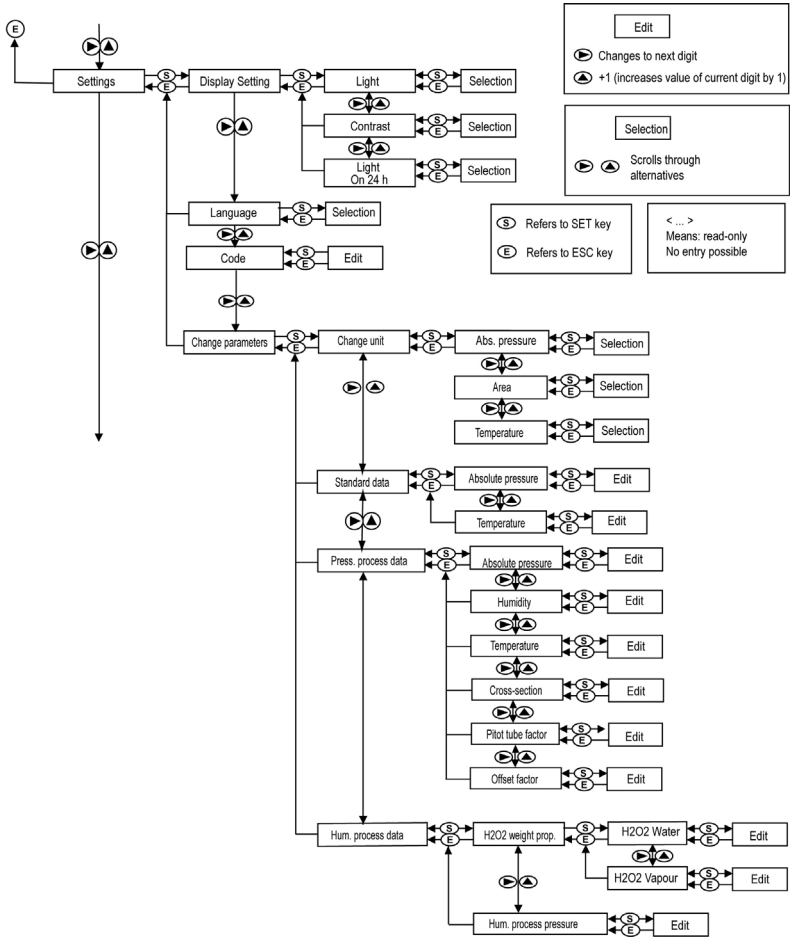 E
Edit
Changes to next digit
+1 (increases value of current digit by 1)
Settings
S
E
Display Setting
S
E
Light
S
E
Selection
Contrast
S
E
Selection
Light
On 24 h
S
E
Selection
Selection
Scrolls through
alternatives
Language
S
E
Selection
Code
S
E
Edit
S Refers to SET key
E Refers to ESC key
< ... >
Means: read-only
No entry possible
Change parameters
S
E
Change unit
S
E
Abs. pressure
S
E
Selection
Area
S
E
Selection
Temperature
S
E
Selection
Standard data
S
E
Absolute pressure
S
E
Edit
Temperature
S
E
Edit
Press. process data
S
E
Absolute pressure
S
E
Edit
Humidity
S
E
Edit
Temperature
S
E
Edit
Cross-section
S
E
Edit
Pitot tube factor
S
E
Edit
Offset factor
S
E
Edit
Hum. process data
S
E
H2O2 weight prop.
S
E
H2O2 Water
S
E
Edit
H2O2 Vapour
S
E
Edit
Hum. process pressure
S
E
Edit